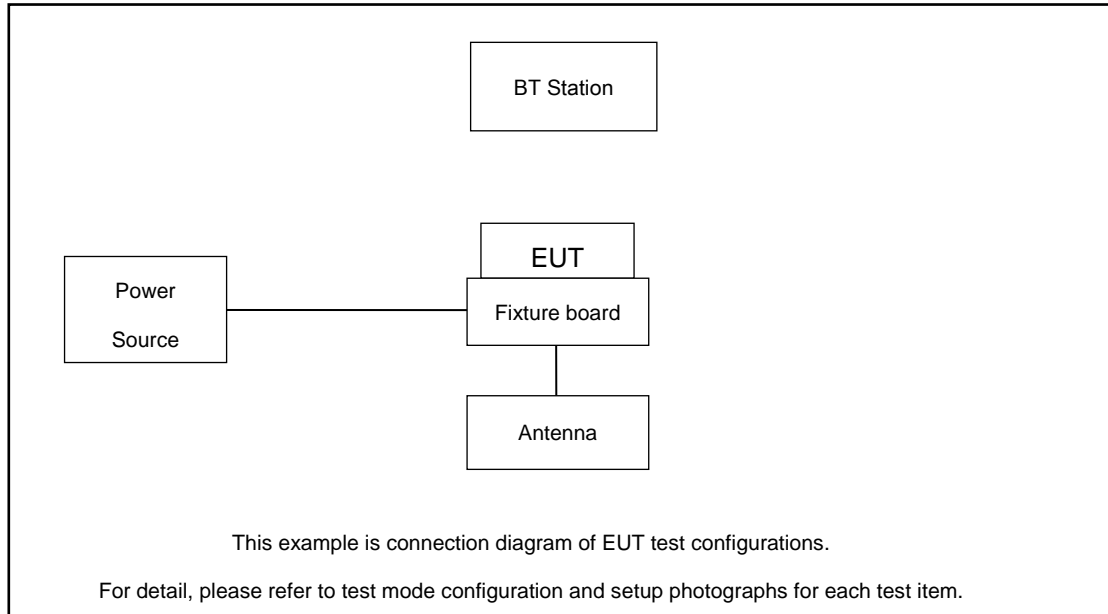 BT Station
EUT
Power
Source
Fixture board
Antenna
This example is connection diagram of EUT test configurations.
For detail, please refer to test mode configuration and setup photographs for each test item.